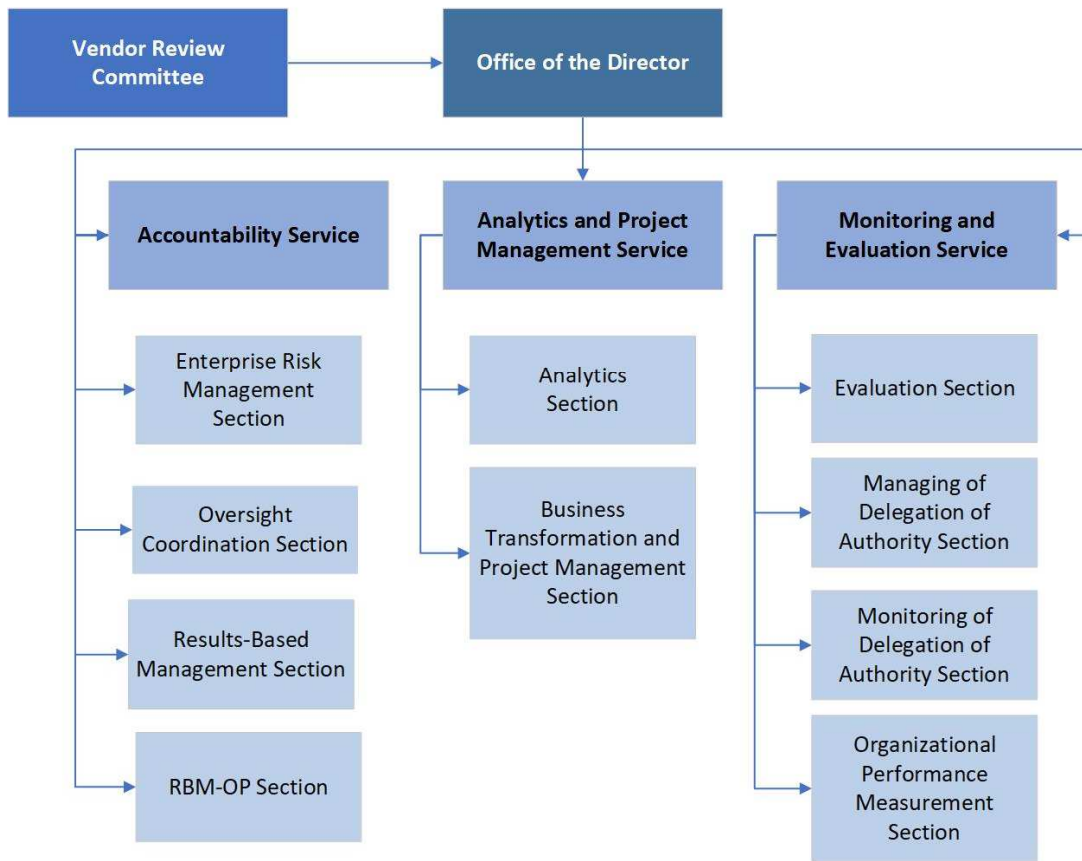 Vendor Review
Committee
Office of the Director
Accountability Service
Analytics and Project
Management Service
Monitoring and
Evaluation Service
Enterprise Risk
Management
Section
Oversight
Coordination Section
Results-Based
Management Section
RBM-OP Section
Analytics
Section
Business
Transformation and
Project Management
Section
Evaluation Section
Managing of
Delegation of
Authority Section
Monitoring of
Delegation of
Authority Section
Organizational
Performance
Measurement
Section